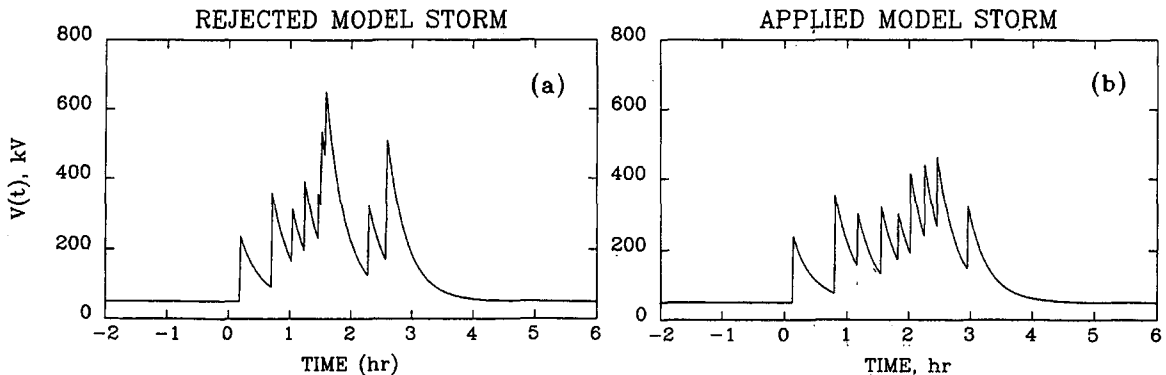 REJECTED MODEL STORM
800
600
400
200
0
V(t), kV
(a)
-2 -1 0 1 2 3 4 5 6
TIME (hr)
APPLIED MODEL STORM
800
600
400
200
0
(b)
-2 -1 0 1 2 3 4 5 6
TIME, hr